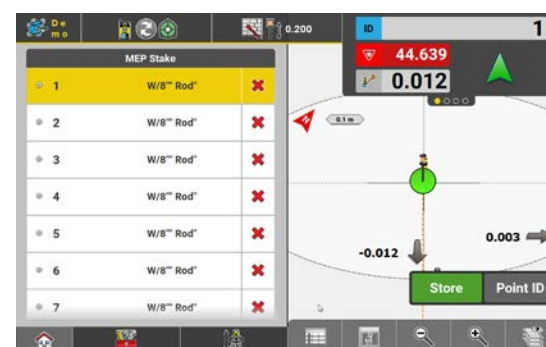 De
mo
0.200
ID
1
44.639
0.012
MEP Stake
1 W/8"" Rod"
2 W/8"" Rod"
3 W/8"" Rod"
4 W/8"" Rod"
5 W/8"" Rod"
6 W/8"" Rod"
7 W/8"" Rod"
N
0.1 m
-0.012
0.003
Store
Point ID